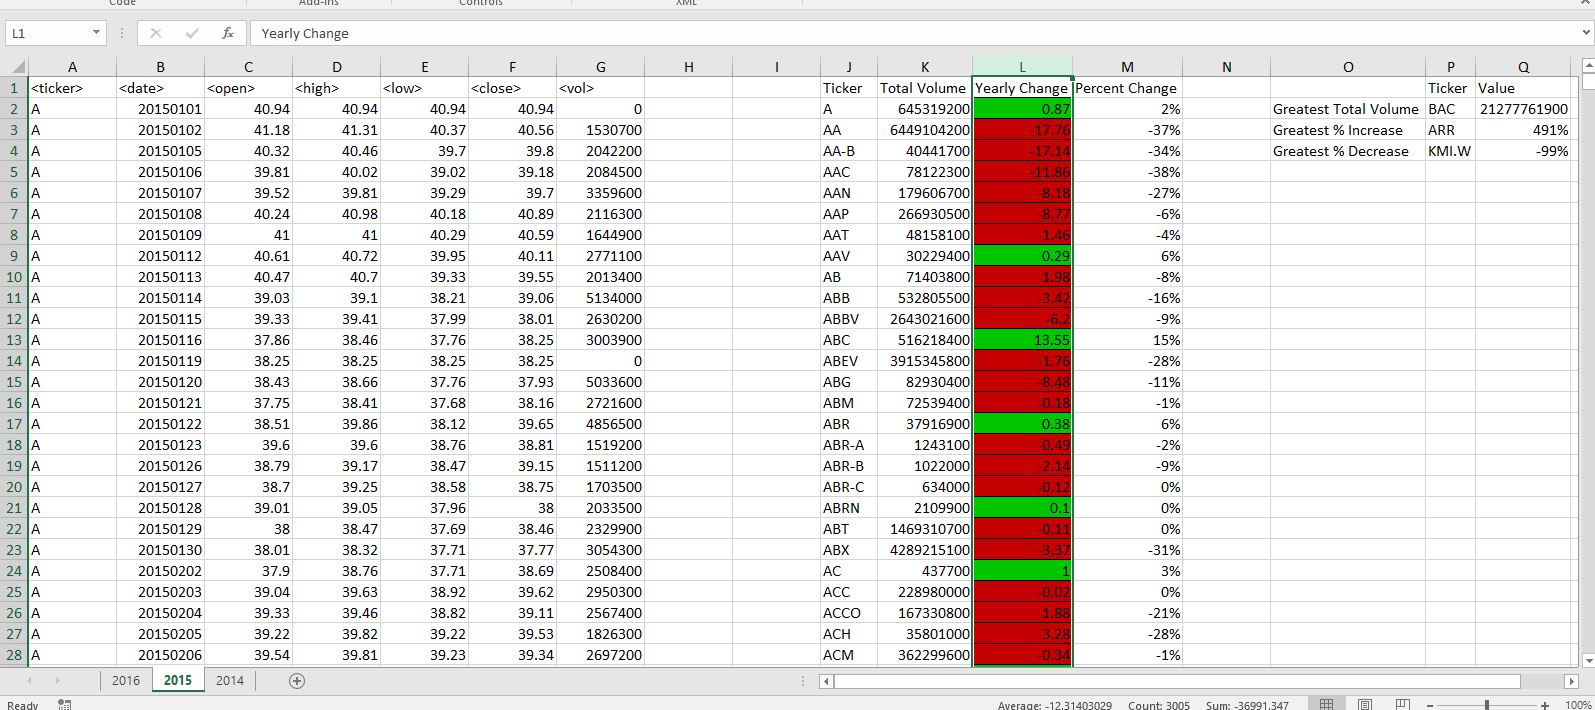 Code Add-ins Controls XML
L1 fx Yearly Change
A B C D E F G H I J K L M N O P Q
1 <ticker> <date> <open> <high> <low> <close> <vol> Ticker Total Volume Yearly Change Percent Change Ticker Value
2 A 20150101 40.94 40.94 40.94 40.94 0 A 645319200 0.87 2% Greatest Total Volume BAC 21277761900
3 A 20150102 41.18 41.31 40.37 40.56 1530700 AA 6449104200 -17.76 -37% Greatest % Increase ARR 491%
4 A 20150105 40.32 40.46 39.7 39.8 2042200 AA-B 40441700 -17.14 -34% Greatest % Decrease KMI.W -99%
5 A 20150106 39.81 40.02 39.02 39.18 2084500 AAC 78122300 -11.86 -38%
6 A 20150107 39.52 39.81 39.29 39.7 3359600 AAN 179606700 -8.18 -27%
7 A 20150108 40.24 40.98 40.18 40.89 2116300 AAP 266930500 -8.77 -6%
8 A 20150109 41 41 40.29 40.59 1644900 AAT 48158100 -1.46 -4%
9 A 20150112 40.61 40.72 39.95 40.11 2771100 AAV 30229400 0.29 6%
10 A 20150113 40.47 40.7 39.33 39.55 2013400 AB 71403800 -1.98 -8%
11 A 20150114 39.03 39.1 38.21 39.06 5134000 ABB 532805500 -3.42 -16%
12 A 20150115 39.33 39.41 37.99 38.01 2630200 ABBV 2643021600 -6.2 -9%
13 A 20150116 37.86 38.46 37.76 38.25 3003900 ABC 516218400 13.55 15%
14 A 20150119 38.25 38.25 38.25 38.25 0 ABEV 3915345800 -1.76 -28%
15 A 20150120 38.43 38.66 37.76 37.93 5033600 ABG 82930400 -8.48 -11%
16 A 20150121 37.75 38.41 37.68 38.16 2721600 ABM 72539400 -0.18 -1%
17 A 20150122 38.51 39.86 38.12 39.65 4856500 ABR 37916900 0.38 6%
18 A 20150123 39.6 39.6 38.76 38.81 1519200 ABR-A 1243100 -0.49 -2%
19 A 20150126 38.79 39.17 38.47 39.15 1511200 ABR-B 1022000 -2.14 -9%
20 A 20150127 38.7 39.25 38.58 38.75 1703500 ABR-C 634000 -0.12 0%
21 A 20150128 39.01 39.05 37.96 38 2033500 ABRN 2109900 0.1 0%
22 A 20150129 38 38.47 37.69 38.46 2329900 ABT 1469310700 -0.11 0%
23 A 20150130 38.01 38.32 37.71 37.77 3054300 ABX 4289215100 -3.37 -31%
24 A 20150202 37.9 38.76 37.71 38.69 2508400 AC 437700 1 3%
25 A 20150203 39.04 39.63 38.92 39.62 2950300 ACC 228980000 -0.02 0%
26 A 20150204 39.33 39.46 38.82 39.11 2567400 ACCO 167330800 -1.88 -21%
27 A 20150205 39.22 39.82 39.22 39.53 1826300 ACH 35801000 -3.28 -28%
28 A 20150206 39.54 39.81 39.23 39.34 2697200 ACM 362299600 -0.34 -1%
2016 2015 2014
Ready Average: -12.31403029 Count: 3005 Sum: -36991.347 100%